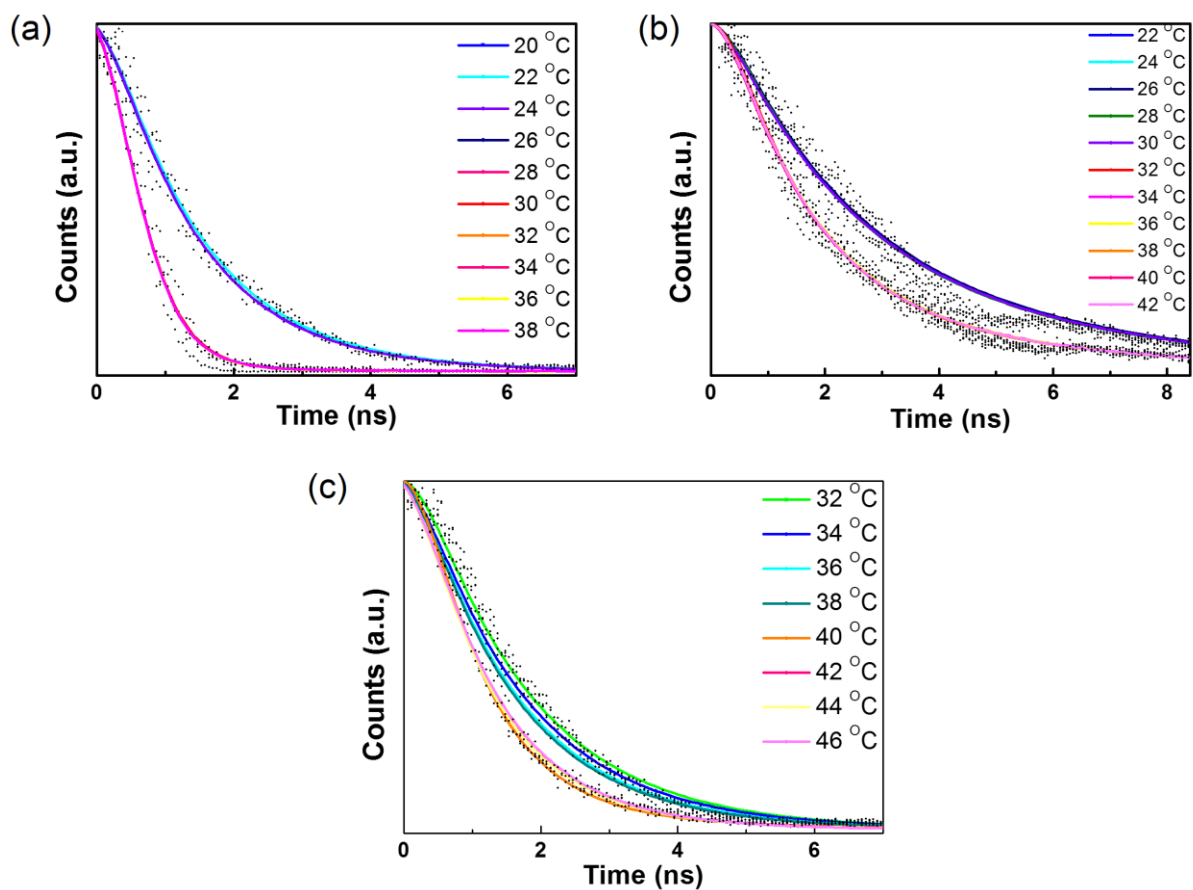 (a)
20 °C
22 °C
24 °C
26 °C
28 °C
30 °C
32 °C
34 °C
36 °C
38 °C
Counts (a.u.)
0 2 4 6
Time (ns)
(b)
22 °C
24 °C
26 °C
28 °C
30 °C
32 °C
34 °C
36 °C
38 °C
40 °C
42 °C
Counts (a.u.)
0 2 4 6 8
Time (ns)
(c)
32 °C
34 °C
36 °C
38 °C
40 °C
42 °C
44 °C
46 °C
Counts (a.u.)
0 2 4 6
Time (ns)